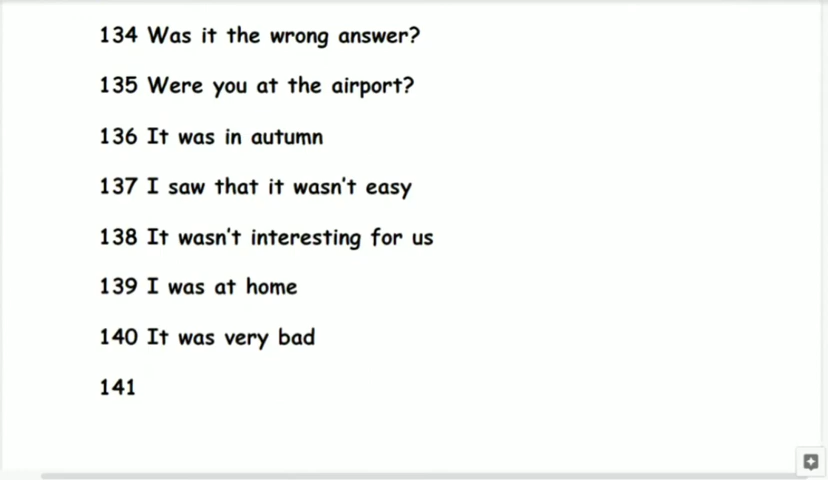 134 Was it the wrong answer?
135 Were you at the airport?
136 It was in autumn
137 I saw that it wasn't easy
138 It wasn't interesting for us
139 I was at home
140 It was very bad
141